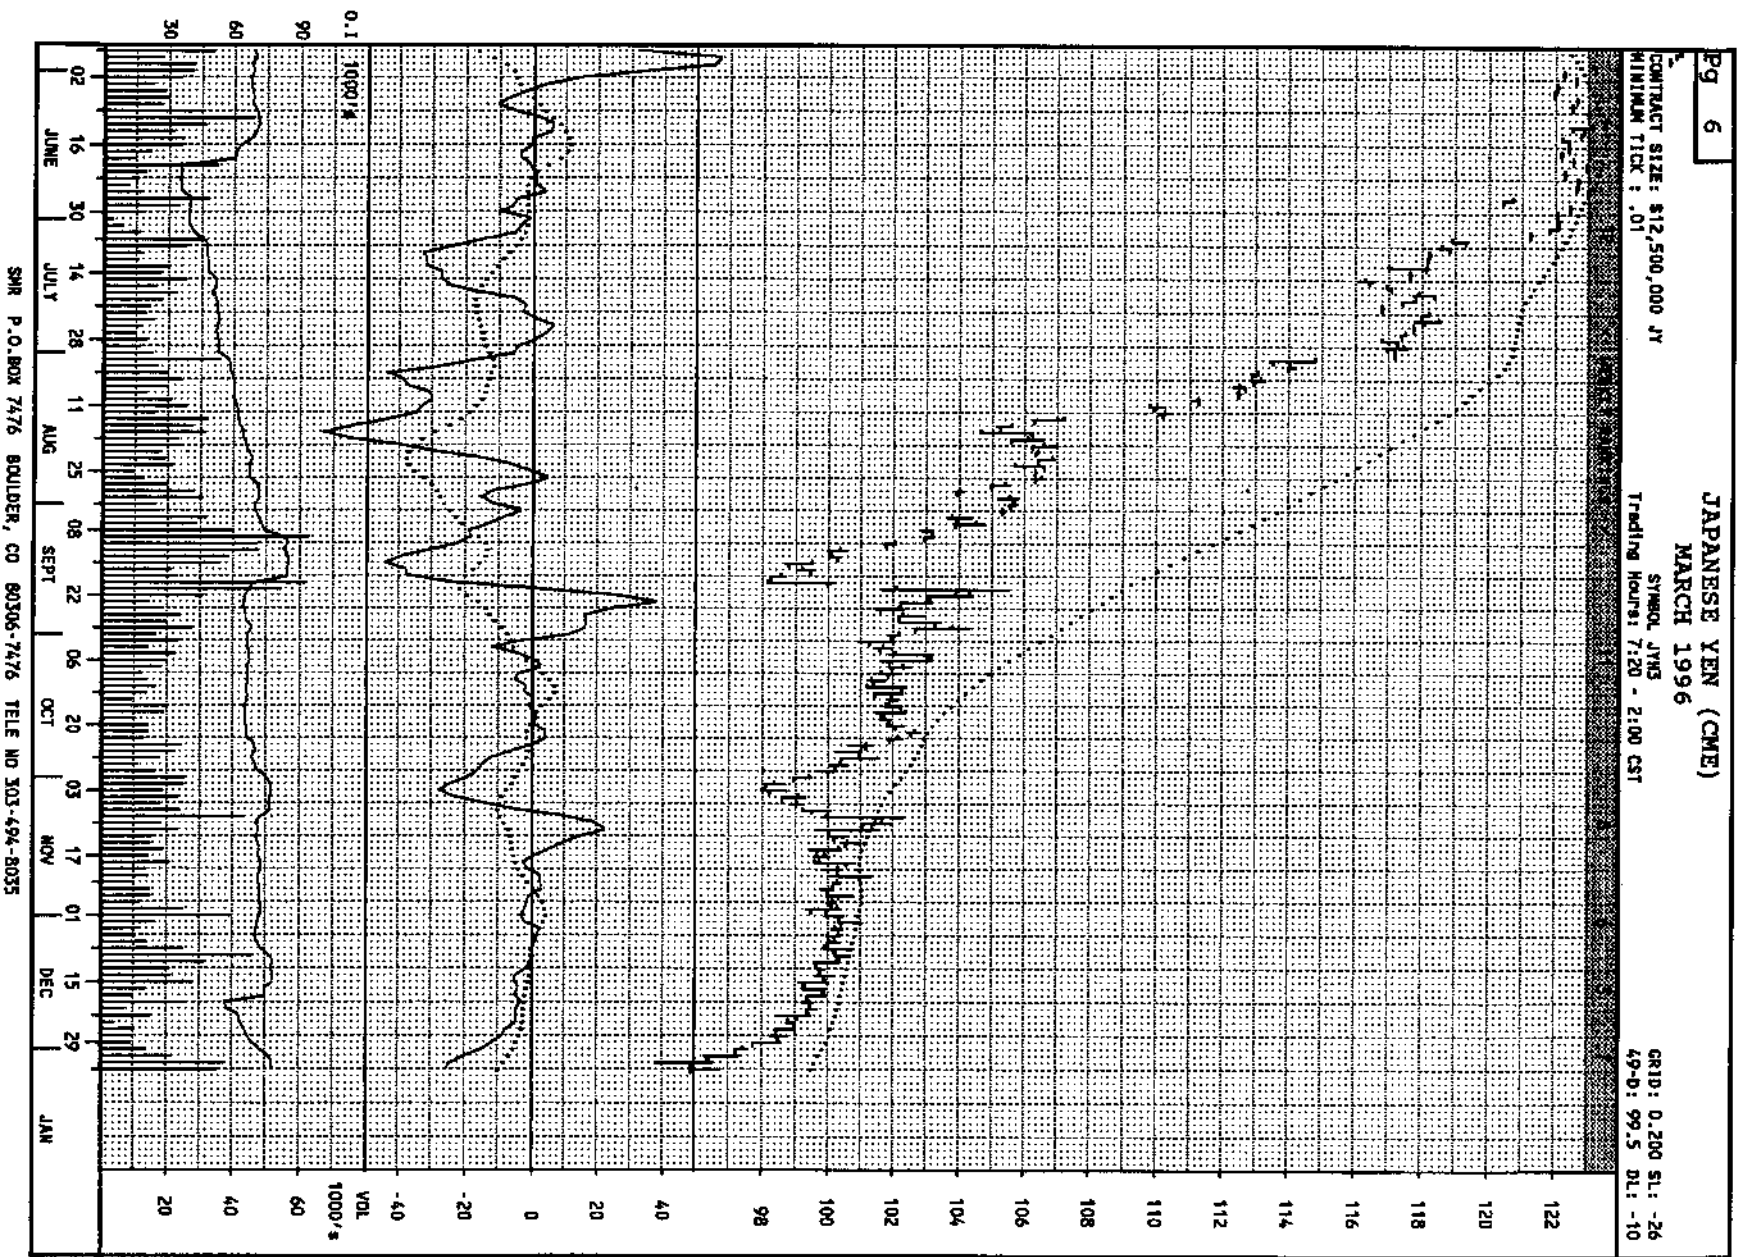 Pg 6
JAPANESE YEN (CME)
MARCH 1996
CONTRACT SIZE: $12,500,000 JY
SYMBOL JYM3
GRID: 0.200 SL: -26
MINIMUM TICK : .01
Trading Hours: 7:20 - 2:00 CST
49-D: 99.5 DL: -10
122
120
118
116
114
112
110
108
106
104
102
100
98
40
20
0
-20
-40
VOL
1000/s
60
40
20
O.I
1000/s
90
60
30
02 16 30 14 28 11 25 08 22 06 20 03 17 01 15 29
JUNE JULY AUG SEPT OCT NOV DEC JAN
SMR P.O.BOX 7476 BOULDER, CO 80306-7476 TELE NO 303-494-8035